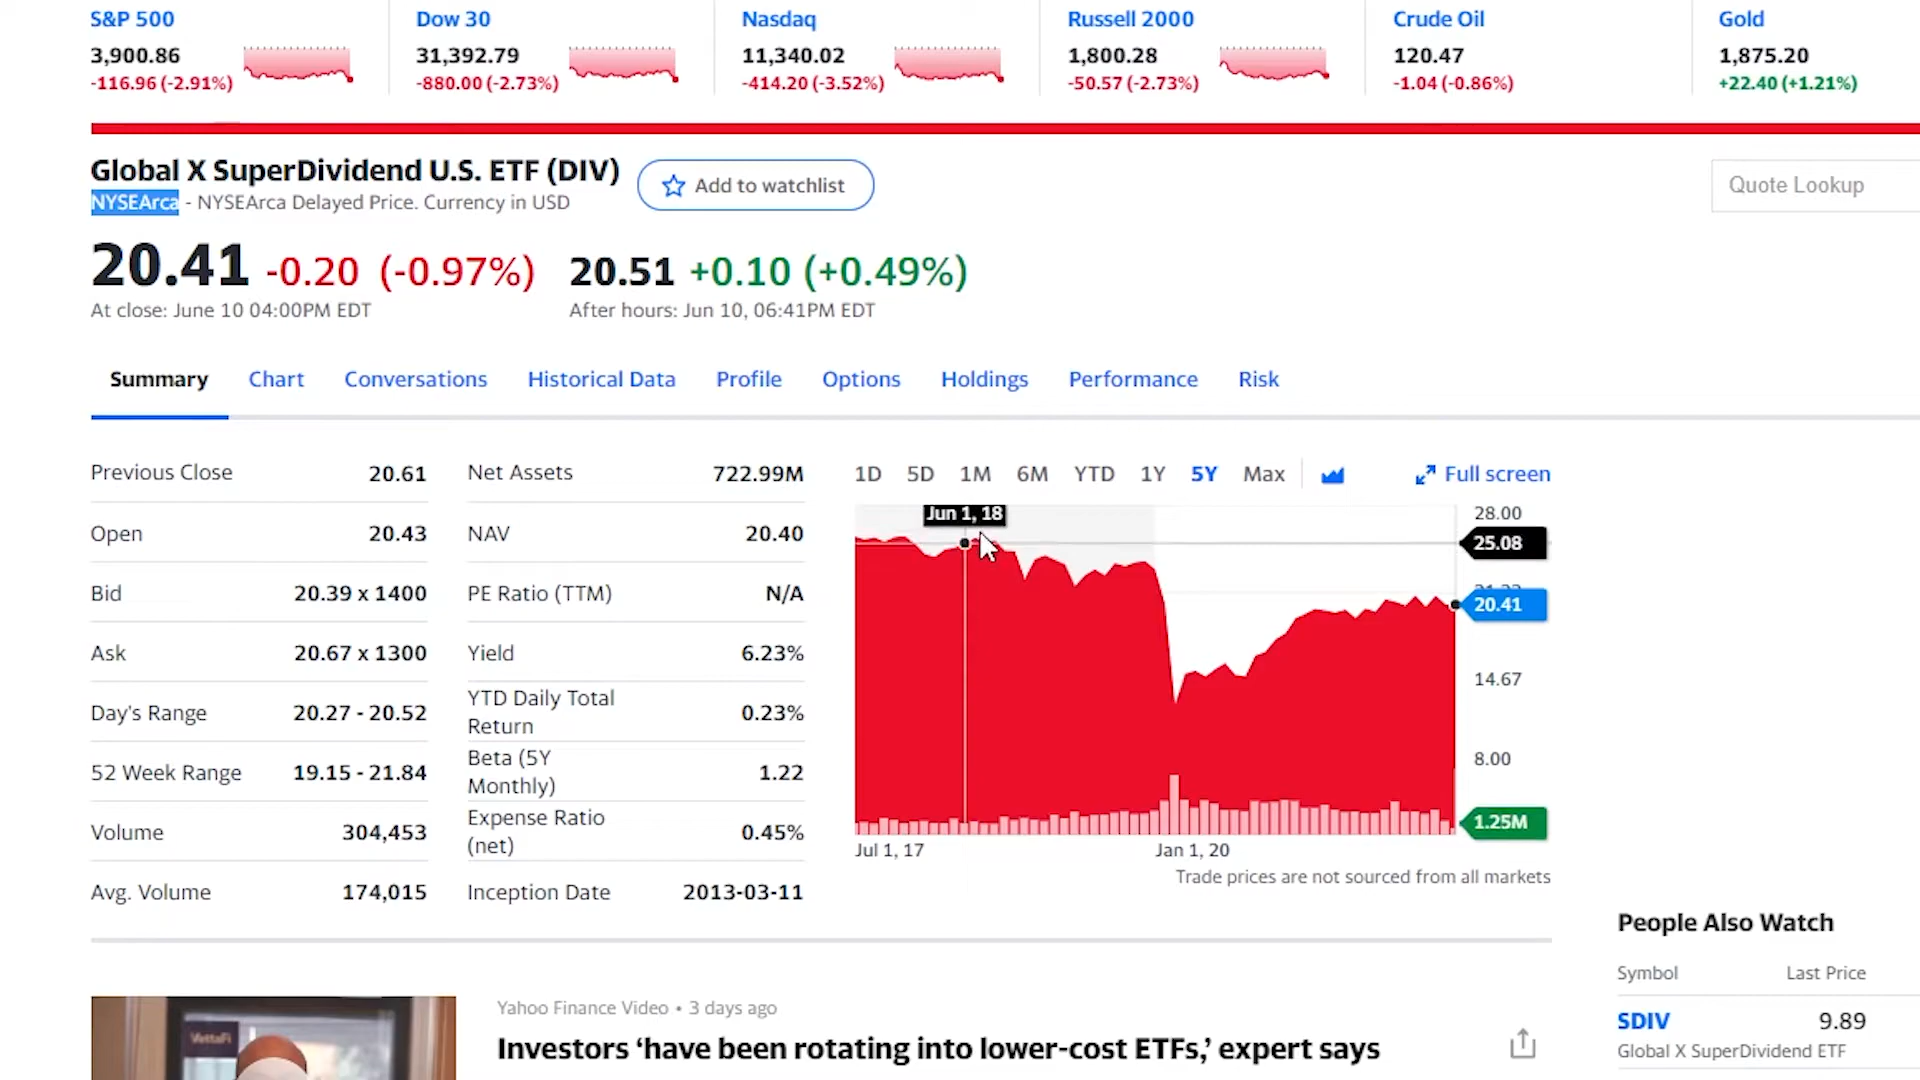 S&P 500
3,900.86
-116.96 (-2.91%)
Dow 30
31,392.79
-880.00 (-2.73%)
Nasdaq
11,340.02
-414.20 (-3.52%)
Russell 2000
1,800.28
-50.57 (-2.73%)
Crude Oil
120.47
-1.04 (-0.86%)
Gold
1,875.20
+22.40 (+1.21%)
Global X SuperDividend U.S. ETF (DIV)
Add to watchlist
Quote Lookup
NYSEArca - NYSEArca Delayed Price. Currency in USD
20.41 -0.20 (-0.97%)
At close: June 10 04:00PM EDT
20.51 +0.10 (+0.49%)
After hours: Jun 10, 06:41PM EDT
Summary Chart Conversations Historical Data Profile Options Holdings Performance Risk
Previous Close 20.61
Open 20.43
Bid 20.39 x 1400
Ask 20.67 x 1300
Day's Range 20.27 - 20.52
52 Week Range 19.15 - 21.84
Volume 304,453
Avg. Volume 174,015
Net Assets 722.99M
NAV 20.40
PE Ratio (TTM) N/A
Yield 6.23%
YTD Daily Total
Return 0.23%
Beta (5Y
Monthly) 1.22
Expense Ratio
(net) 0.45%
Inception Date 2013-03-11
1D 5D 1M 6M YTD 1Y 5Y Max Full screen
Jun 1, 18
28.00
25.08
20.41
14.67
8.00
1.25M
Jul 1, 17 Jan 1, 20
Trade prices are not sourced from all markets
People Also Watch
Symbol Last Price
SDIV 9.89
Global X SuperDividend ETF
VettaFi
Yahoo Finance Video • 3 days ago
Investors ‘have been rotating into lower-cost ETFs,’ expert says